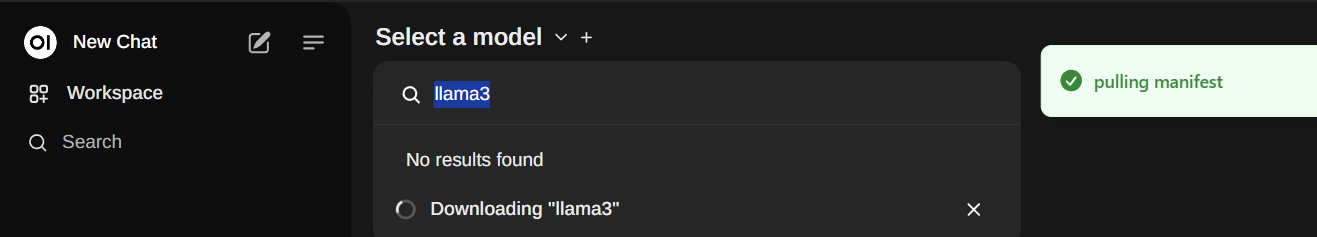 OI New Chat
Workspace
Search
Select a model
llama3
No results found
Downloading "llama3"
pulling manifest